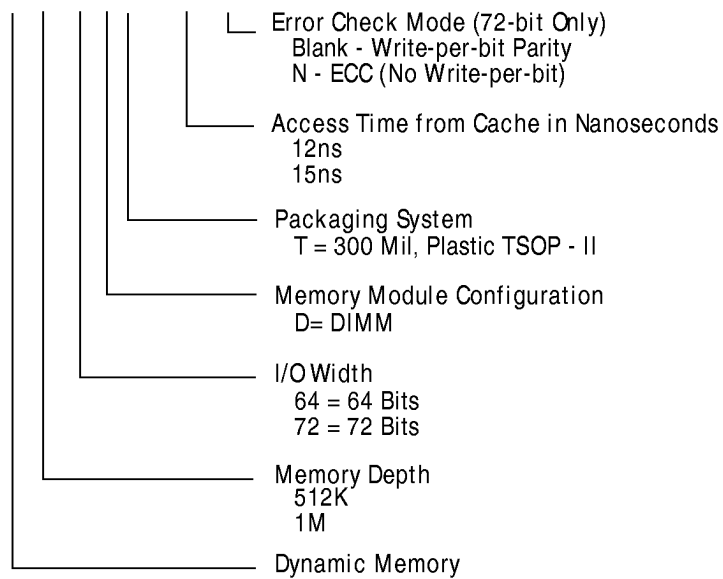 Error Check Mode (72-bit Only)
Blank - Write-per-bit Parity
N - ECC (No Write-per-bit)
Access Time from Cache in Nanoseconds
12ns
15ns
Packaging System
T = 300 Mil, Plastic TSOP - II
Memory Module Configuration
D= DIMM
I/O Width
64 = 64 Bits
72 = 72 Bits
Memory Depth
512K
1M
Dynamic Memory